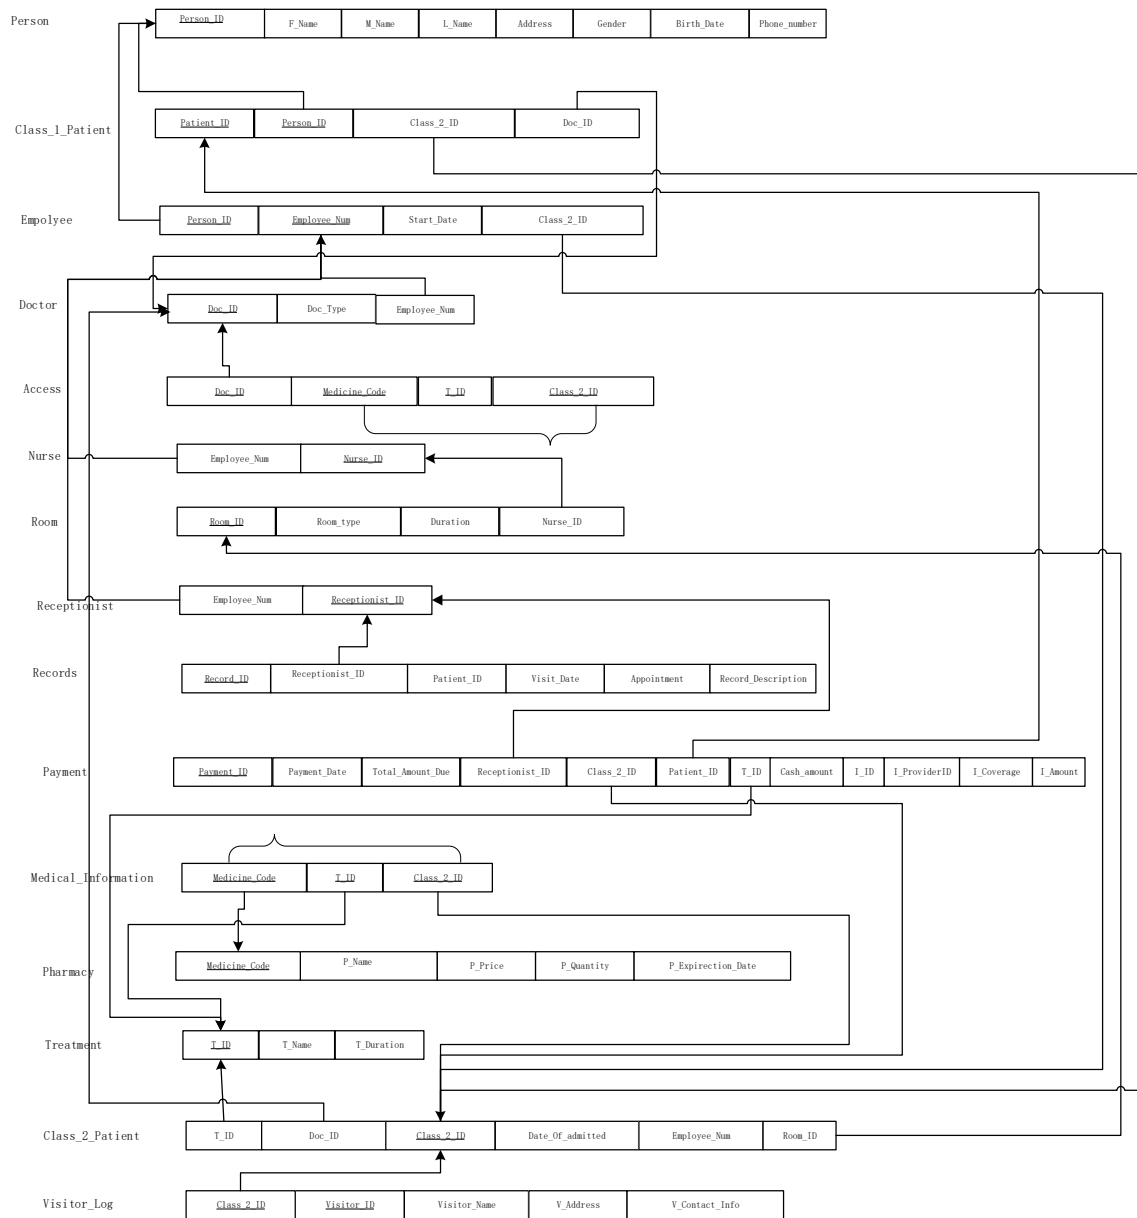 Person
Person_ID F_Name M_Name L_Name Address Gender Birth_Date Phone_number
Class_1_Patient
Patient_ID Person_ID Class_2_ID Doc_ID
Empolyee
Person_ID Employee_Num Start_Date Class_2_ID
Doctor
Doc_ID Doc_Type Employee_Num
Access
Doc_ID Medicine_Code T_ID Class_2_ID
Nurse
Employee_Num Nurse_ID
Room
Room_ID Room_type Duration Nurse_ID
Receptionist
Employee_Num Receptionist_ID
Records
Record_ID Receptionist_ID Patient_ID Visit_Date Appointment Record_Description
Payment
Payment_ID Payment_Date Total_Amount_Due Receptionist_ID Class_2_ID Patient_ID T_ID Cash_amount I_ID I_ProviderID I_Coverage I_Amount
Medical_Information
Medicine_Code T_ID Class_2_ID
Pharmacy
Medicine_Code P_Name P_Price P_Quantity P_Expirection_Date
Treatment
T_ID T_Name T_Duration
Class_2_Patient
T_ID Doc_ID Class_2_ID Date_Of_admitted Employee_Num Room_ID
Visitor_Log
Class_2_ID Visitor_ID Visitor_Name V_Address V_Contact_Info